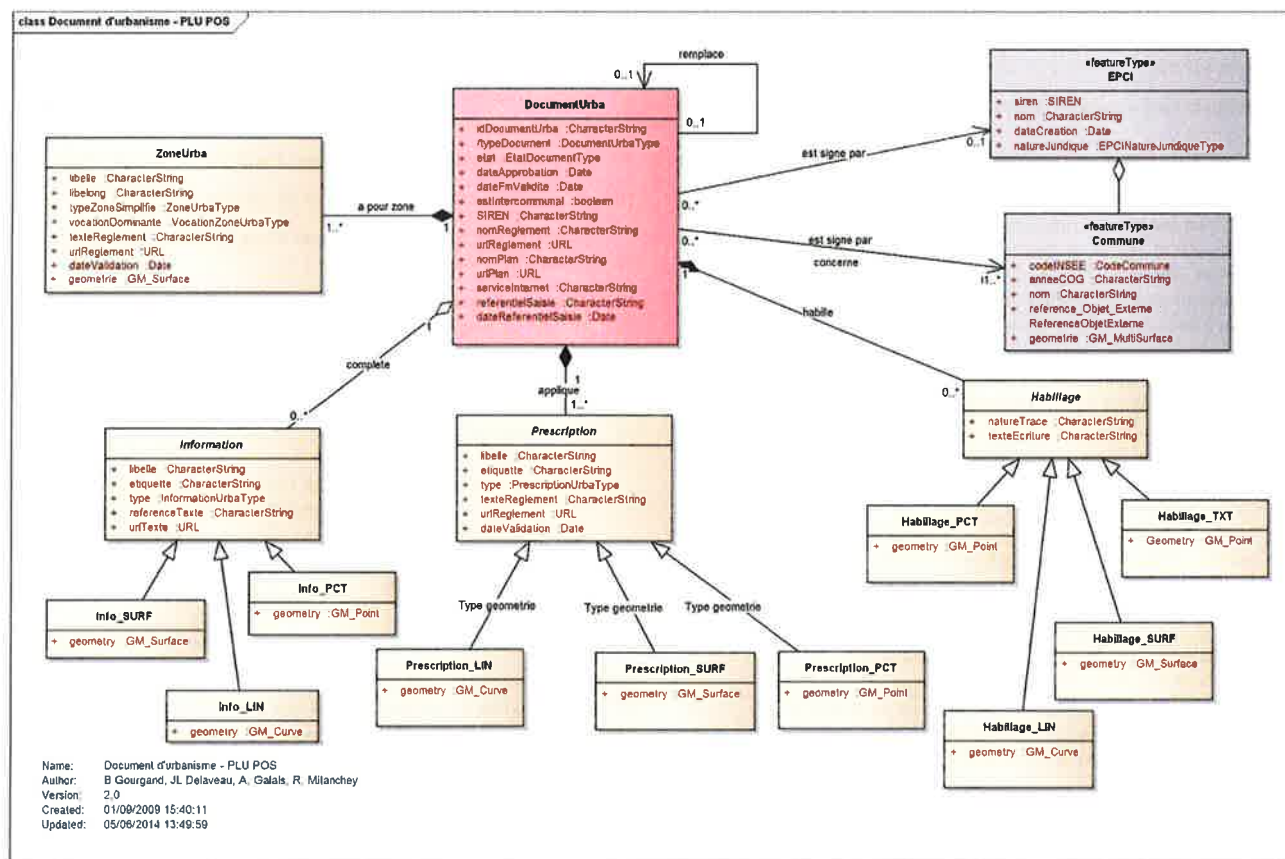 class Document d'urbanisme - PLU POS
remplace
0..1
0..1
DocumentUrba
+ idDocumentUrba :CharacterString
+ /typeDocument :DocumentUrbaType
+ etat :EtatDocumentType
+ dateApprobation :Date
+ dateFinValidite :Date
+ estIntercommunal :boolean
+ SIREN :CharacterString
+ nomReglement :CharacterString
+ urlReglement :URL
+ nomPlan :CharacterString
+ urlPlan :URL
+ serviceInternet :CharacterString
+ referentielSaisie :CharacterString
+ dateReferentielSaisie :Date
«featureType»
EPCI
+ siren :SIREN
+ nom :CharacterString
+ dateCreation :Date
+ natureJuridique :EPCINatureJuridiqueType
est signe par
0..1
0..*
ZoneUrba
+ libelle :CharacterString
+ libelong :CharacterString
+ typeZoneSimplifie :ZoneUrbaType
+ vocationDominante :VocationZoneUrbaType
+ texteReglement :CharacterString
+ urlReglement :URL
+ dateValidation :Date
+ geometrie :GM_Surface
a pour zone
1..*
1
«featureType»
Commune
+ codeINSEE :CodeCommune
+ anneeCOG :CharacterString
+ nom :CharacterString
+ reference_Objet_Externe
ReferenceObjetExterne
+ geometrie :GM_MultiSurface
0..*
est signe par
concerne
1..*
1
habille
0..*
1
complete
0..*
1
applique
1..*
Habillage
+ natureTrace :CharacterString
+ texteEcriture :CharacterString
Information
+ libelle :CharacterString
+ etiquette :CharacterString
+ type :InformationUrbaType
+ referenceTexte :CharacterString
+ urlTexte :URL
Prescription
+ libelle :CharacterString
+ etiquette :CharacterString
+ type :PrescriptionUrbaType
+ texteReglement :CharacterString
+ urlReglement :URL
+ dateValidation :Date
Habillage_PCT
+ geometry :GM_Point
Habillage_TXT
+ Geometry :GM_Point
Info_PCT
+ geometry :GM_Point
Info_SURF
+ geometry :GM_Surface
Type geometrie
Type geometrie
Type geometrie
Habillage_SURF
+ geometry :GM_Surface
Prescription_LIN
+ geometry :GM_Curve
Prescription_SURF
+ geometry :GM_Surface
Prescription_PCT
+ geometry :GM_Point
Info_LIN
+ geometry :GM_Curve
Habillage_LIN
+ geometry :GM_Curve
Name: Document d'urbanisme - PLU POS
Author: B Gourgand, JL Delaveau, A, Galais, R, Milanchey
Version: 2,0
Created: 01/09/2009 15:40:11
Updated: 05/06/2014 13:49:59